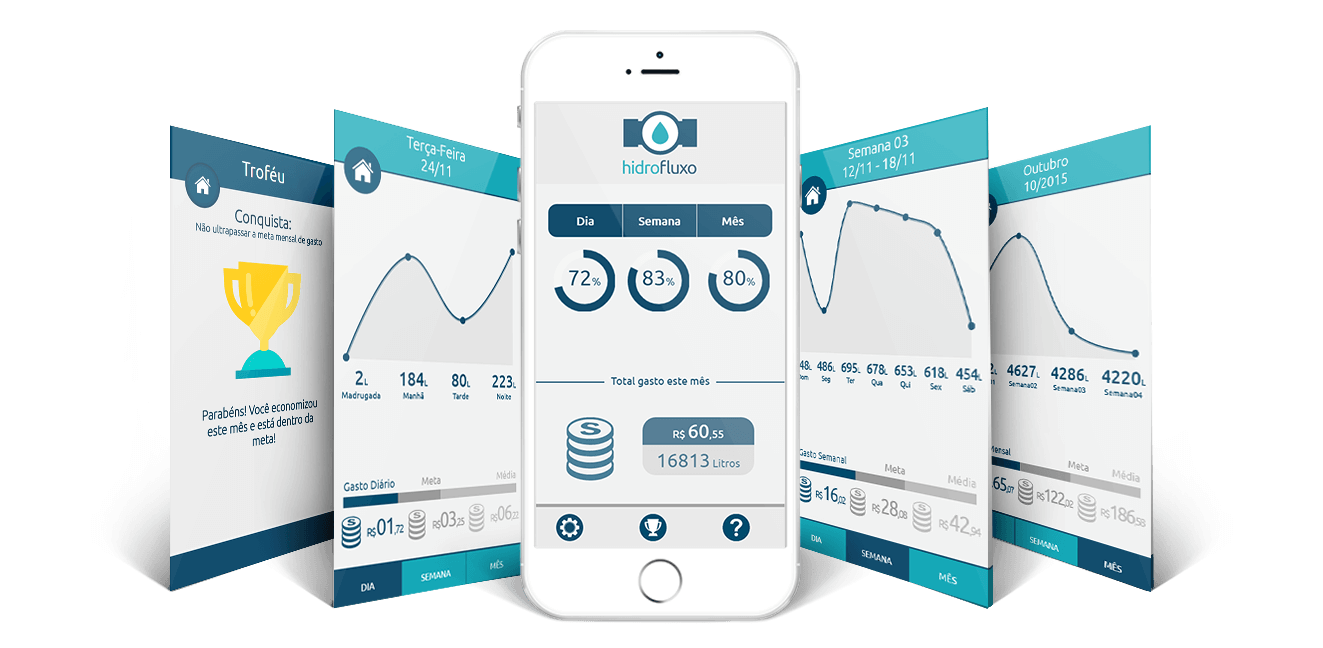 Troféu
Conquista:
Não ultrapassar a meta mensal de gasto
Parabéns! Você economizou
este mês e está dentro da
meta!
Terça-Feira
24/11
2L 184L 80L 223L
Madrugada Manhã Tarde Noite
Gasto Diário Meta Média
R$01,72 R$03,25 R$06,22
DIA SEMANA MÊS
hidrofluxo
Dia Semana Mês
72% 83% 80%
Total gasto este mês
R$ 60,55
16813 Litros
?
Semana 03
12/11 - 18/11
48L 486L 695L 678L 653L 618L 454L
Seg Ter Qua Qui Sex Sáb
Gasto Semanal Meta Média
R$16,02 R$28,08 R$42,94
DIA SEMANA MÊS
Outubro
10/2015
2L 4627L 4286L 4220L
Semana02 Semana03 Semana04
Mensal Meta Média
65,07 R$122,02 R$186,58
SEMANA MÊS